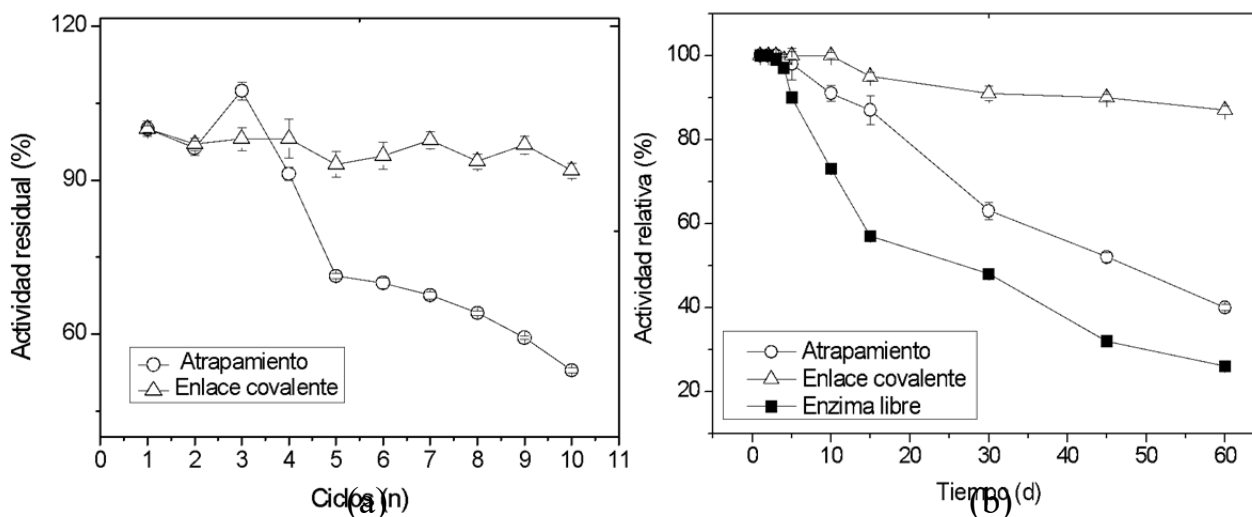 120
90
60
Actividad residual (%)
Atrapamiento
Enlace covalente
0 1 2 3 4 5 6 7 8 9 10 11
Ciclos (n)
(a)
100
80
60
40
20
Actividad relativa (%)
Atrapamiento
Enlace covalente
Enzima libre
0 10 20 30 40 50 60
Tiempo (d)
(b)